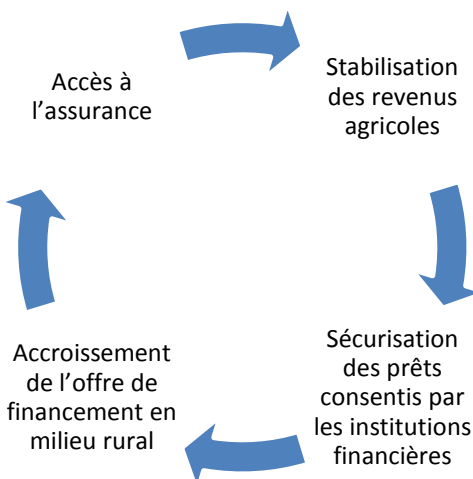 Accès à
l’assurance
Stabilisation
des revenus
agricoles
Sécurisation
des prêts
consentis par
les institutions
financières
Accroissement
de l’offre de
financement en
milieu rural